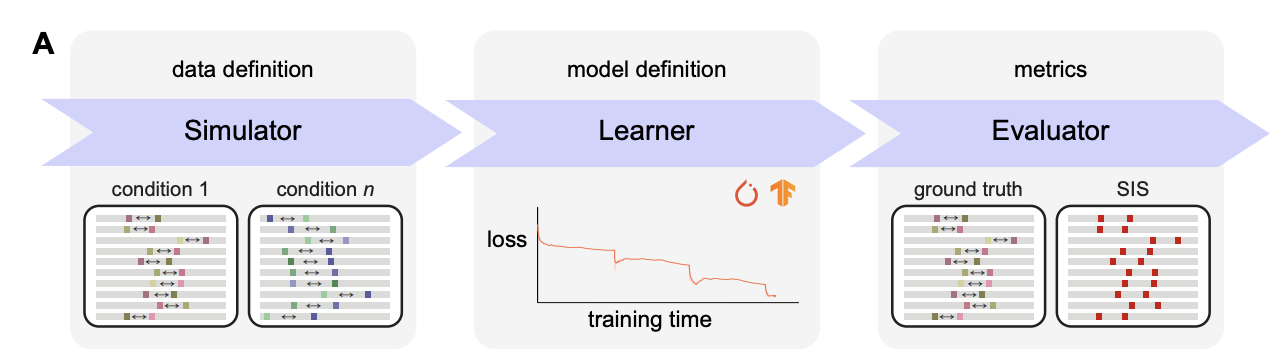 A
data definition
Simulator
condition 1
condition n
model definition
Learner
loss
training time
metrics
Evaluator
ground truth
SIS